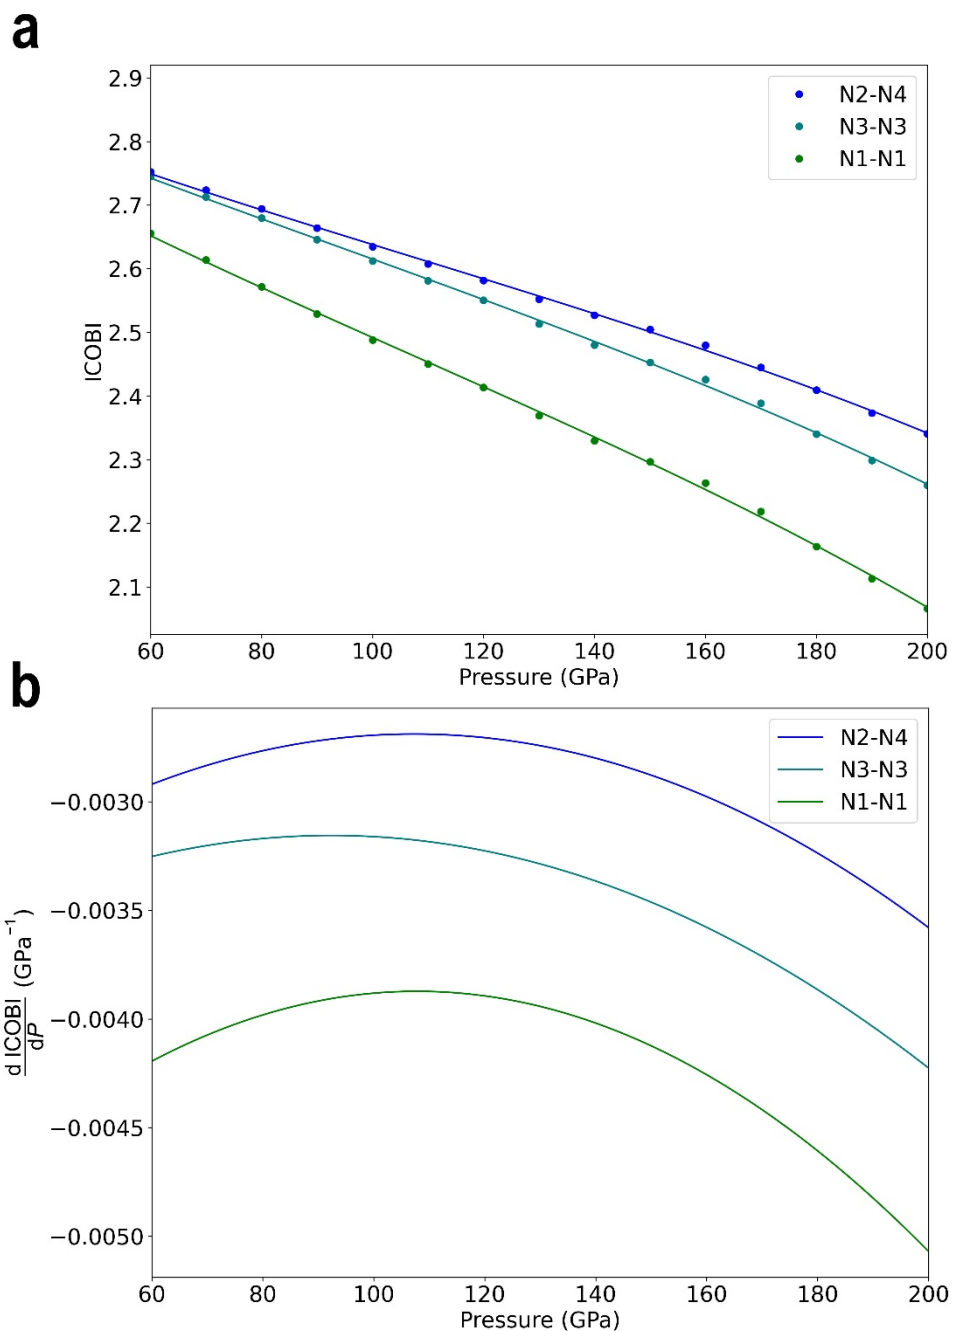 a
2.9
2.8
2.7
2.6
2.5
2.4
2.3
2.2
2.1
ICOBI
N2-N4
N3-N3
N1-N1
60 80 100 120 140 160 180 200
Pressure (GPa)
b
−0.0030
−0.0035
−0.0040
−0.0045
−0.0050
d ICOBI
dP
(GPa⁻¹)
N2-N4
N3-N3
N1-N1
60 80 100 120 140 160 180 200
Pressure (GPa)